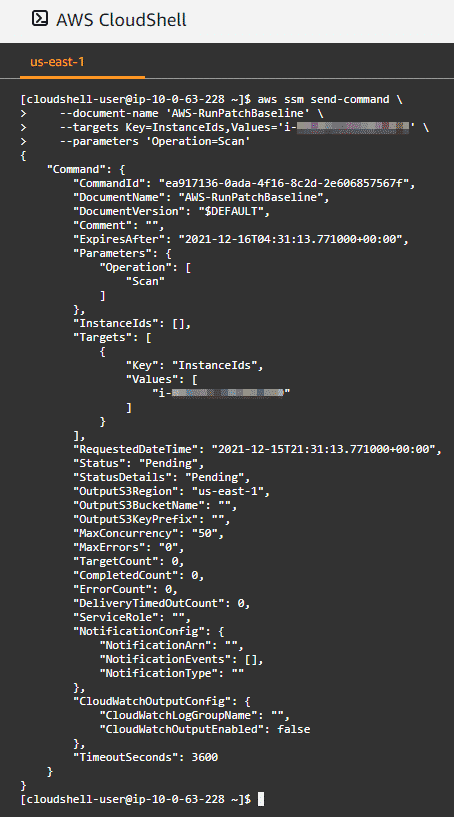 AWS CloudShell
us-east-1
[cloudshell-user@ip-10-0-63-228 ~]$ aws ssm send-command \
>     --document-name 'AWS-RunPatchBaseline' \
>     --targets Key=InstanceIds,Values='i-' \
>     --parameters 'Operation=Scan'
{
    "Command": {
        "CommandId": "ea917136-0ada-4f16-8c2d-2e606857567f",
        "DocumentName": "AWS-RunPatchBaseline",
        "DocumentVersion": "$DEFAULT",
        "Comment": "",
        "ExpiresAfter": "2021-12-16T04:31:13.771000+00:00",
        "Parameters": {
            "Operation": [
                "Scan"
            ]
        },
        "InstanceIds": [],
        "Targets": [
            {
                "Key": "InstanceIds",
                "Values": [
                    "i-"
                ]
            }
        ],
        "RequestedDateTime": "2021-12-15T21:31:13.771000+00:00",
        "Status": "Pending",
        "StatusDetails": "Pending",
        "OutputS3Region": "us-east-1",
        "OutputS3BucketName": "",
        "OutputS3KeyPrefix": "",
        "MaxConcurrency": "50",
        "MaxErrors": "0",
        "TargetCount": 0,
        "CompletedCount": 0,
        "ErrorCount": 0,
        "DeliveryTimedOutCount": 0,
        "ServiceRole": "",
        "NotificationConfig": {
            "NotificationArn": "",
            "NotificationEvents": [],
            "NotificationType": ""
        },
        "CloudWatchOutputConfig": {
            "CloudWatchLogGroupName": "",
            "CloudWatchOutputEnabled": false
        },
        "TimeoutSeconds": 3600
    }
}
[cloudshell-user@ip-10-0-63-228 ~]$